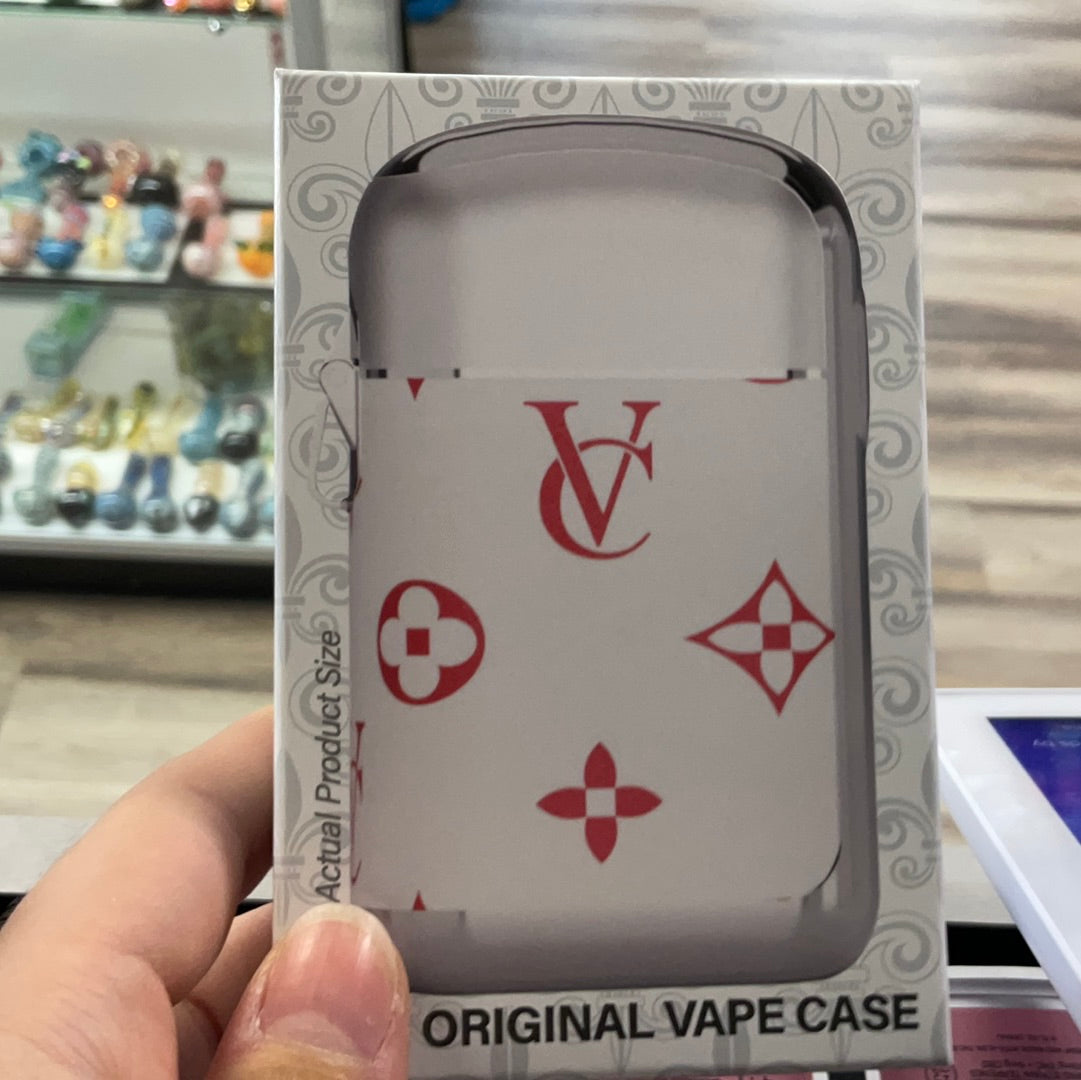 VC
Actual Product Size
ORIGINAL VAPE CASE